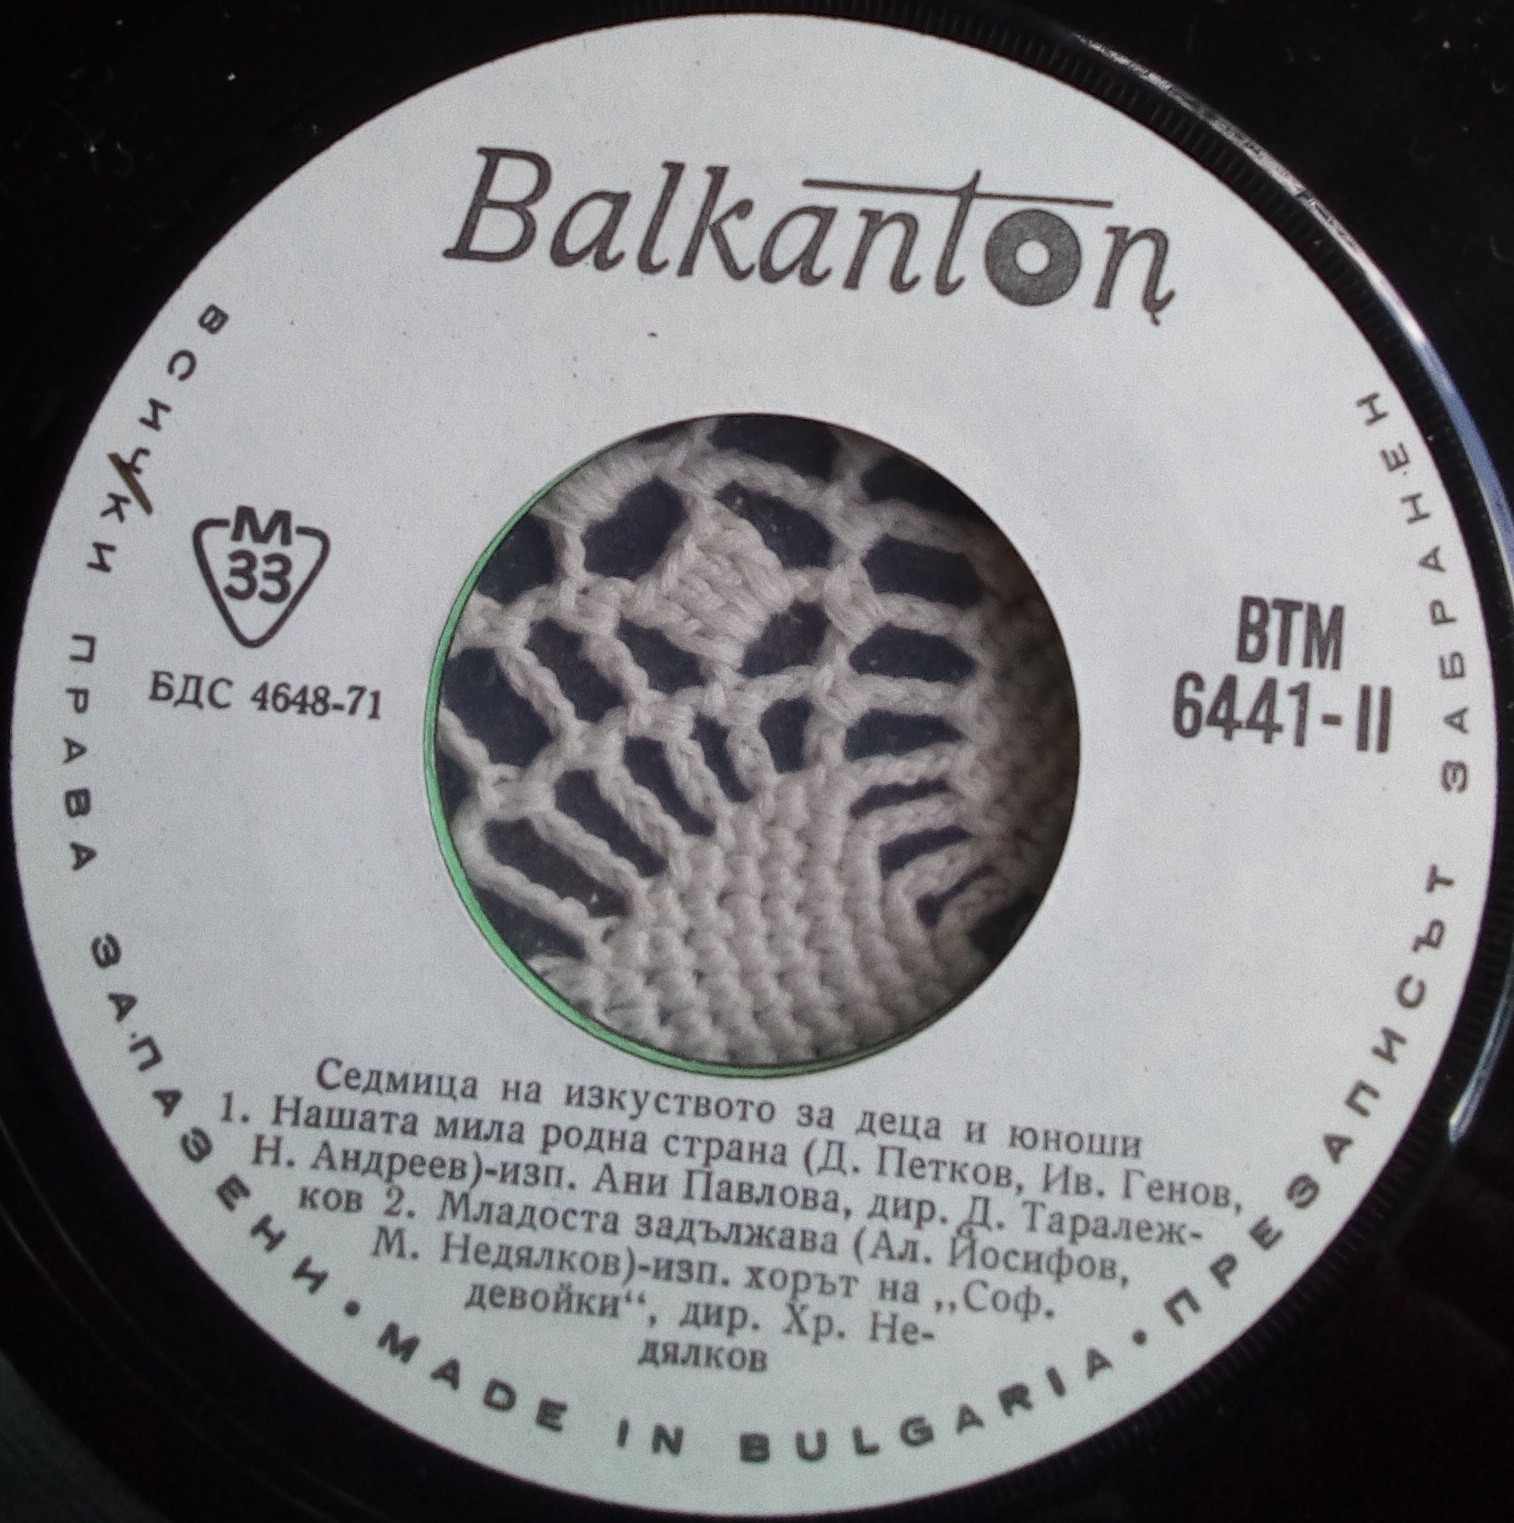 Balkanton
ВСИЧКИ ПРАВА ЗАПАЗЕНИ • MADE IN BULGARIA • ПРЕЗАПИСЪТ ЗАБРАНЕН
М
33
БДС 4648-71
ВТМ
6441-II
Седмица на изкуството за деца и юноши
1. Нашата мила родна страна (Д. Петков, Ив. Генов,
Н. Андреев)-изп. Ани Павлова, дир. Д. Таралеж-
ков 2. Младоста задължава (Ал. Йосифов,
М. Недялков)-изп. хорът на „Соф.
девойки“, дир. Хр. Не-
дялков